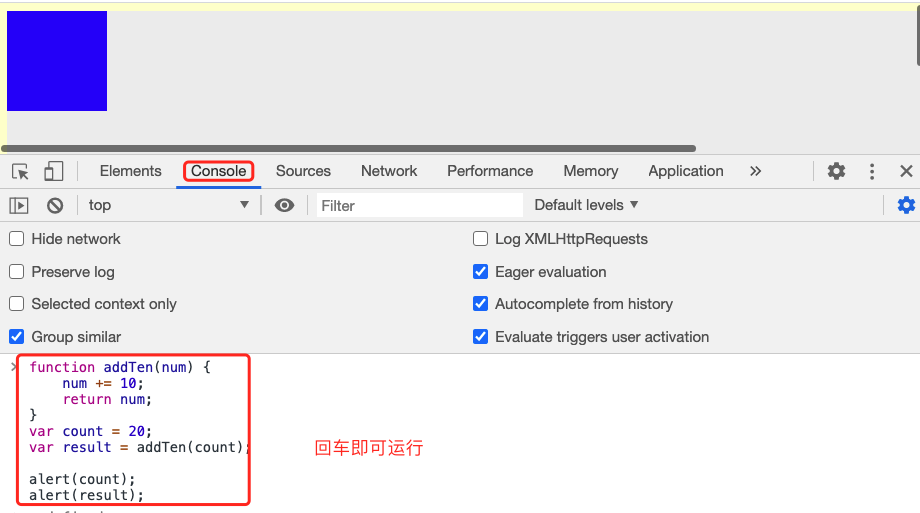 Elements Console Sources Network Performance Memory Application »
top ▼ Filter Default levels ▼
Hide network Log XMLHttpRequests
Preserve log Eager evaluation
Selected context only Autocomplete from history
Group similar Evaluate triggers user activation
> function addTen(num) {
num += 10;
return num;
}
var count = 20;
var result = addTen(count);
回车即可运行
alert(count);
alert(result);